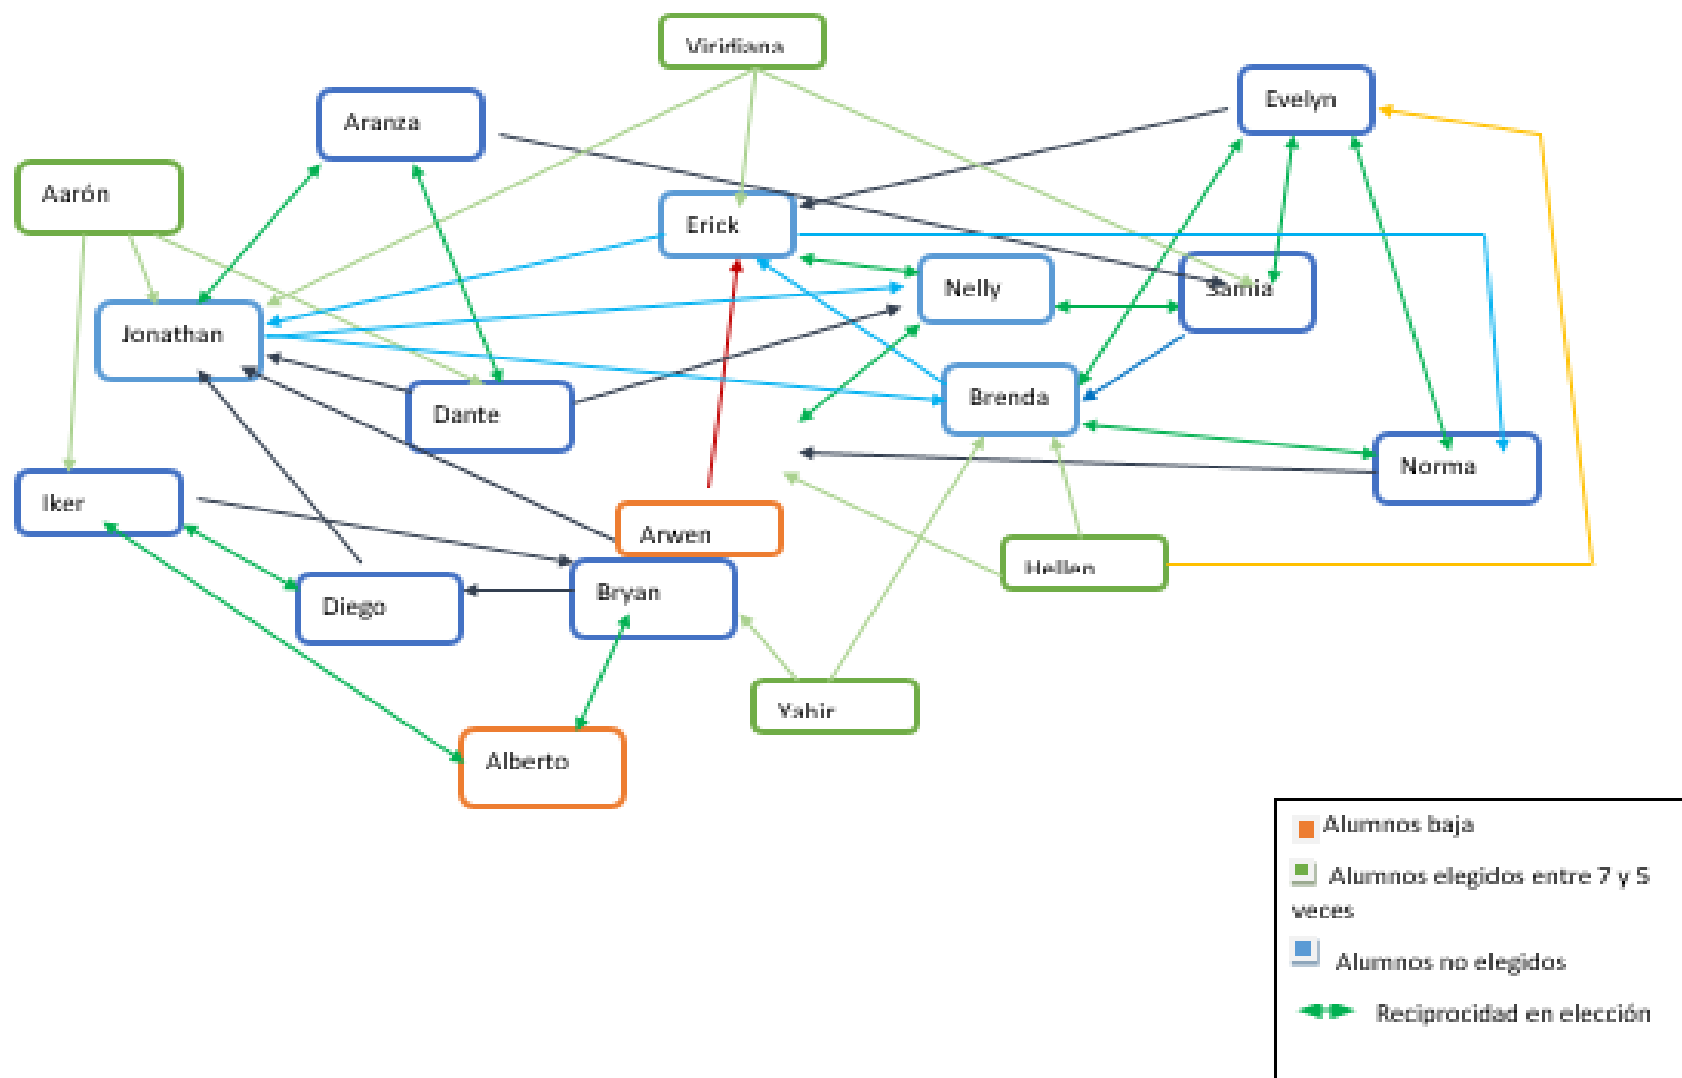 Viridiana
Evelyn
Aranza
Aarón
Erick
Nelly
Samia
Jonathan
Brenda
Dante
Norma
Iker
Arwen
Hellen
Bryan
Diego
Yahir
Alberto
Alumnos baja
Alumnos elegidos entre 7 y 5
veces
Alumnos no elegidos
Reciprocidad en elección